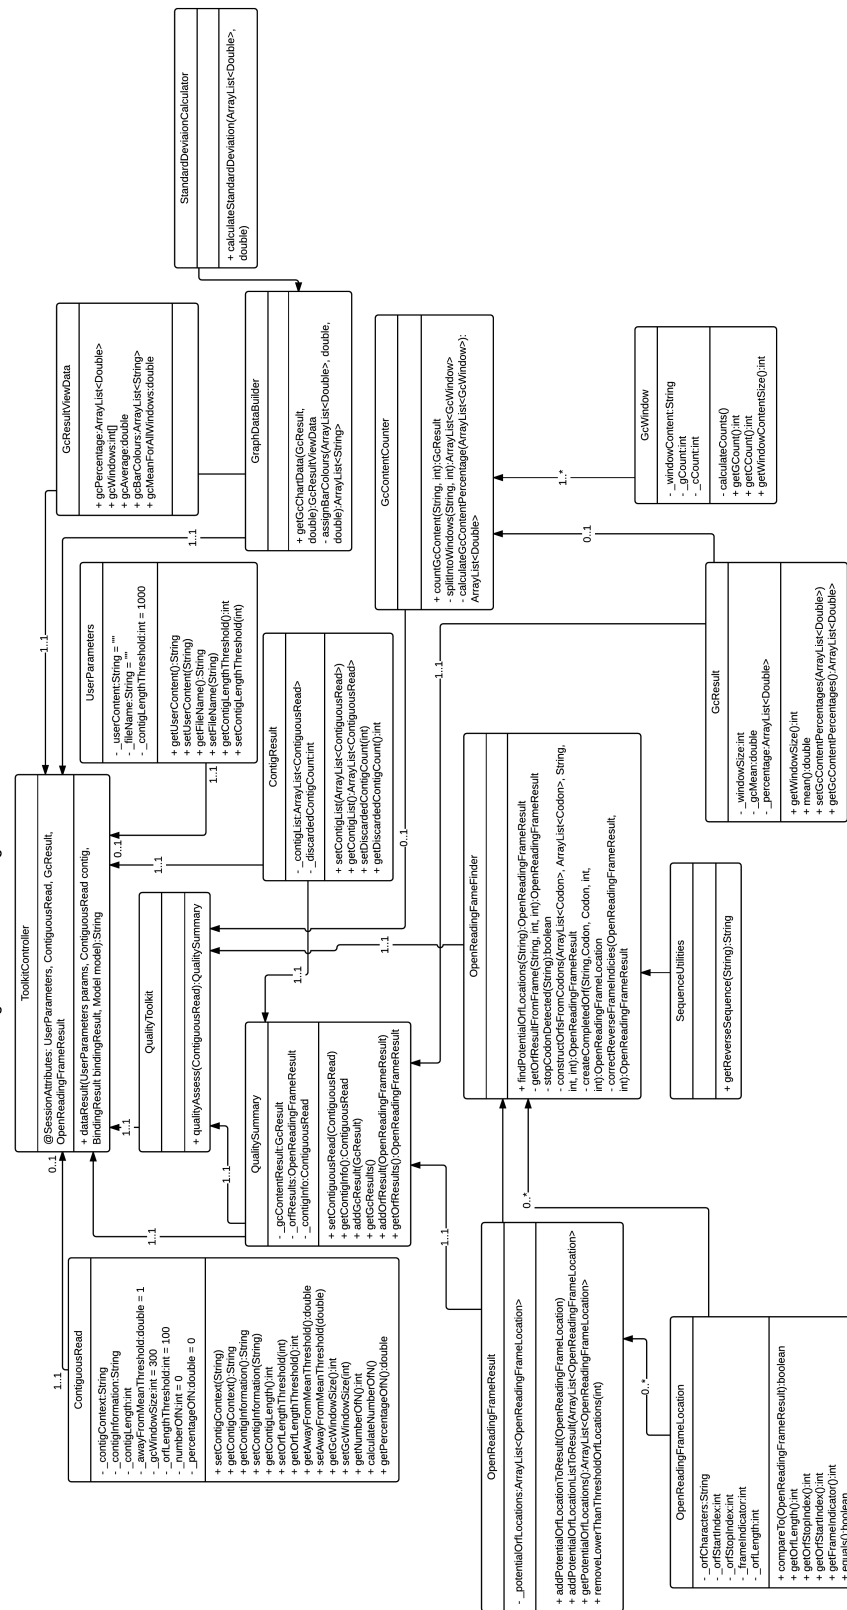 StandardDeviaionCalculator
+ calculateStandardDeviation(ArrayList<Double>,
double)
GcResultViewData
+ gcPercentage:ArrayList<Double>
+ gcWindows:int[]
+ gcAverage:double
+ gcBarColours:ArrayList<String>
+ gcMeanForAllWindows:double
GraphDataBuilder
+ getGcChartData(GcResult,
double):GcResultViewData
- assignBarColours(ArrayList<Double>, double,
double):ArrayList<String>
GcContentCounter
+ countGcContent(String, int):GcResult
- splitIntoWindows(String, int):ArrayList<GcWindow>
- calculateGcContentPercentage(ArrayList<GcWindow>):
ArrayList<Double>
GcWindow
- _windowContent:String
- _gCount:int
- _cCount:int
- calculateCounts()
+ getGCount():int
+ getCCount():int
+ getWindowContentSize():int
1..1
1..1
1..*
0..1
UserParameters
- _userContent:String = ""
- _fileName:String = ""
- _contigLengthThreshold:int = 1000
+ getUserContent():String
+ setUserContent(String)
+ getFileName():String
+ setFileName(String)
+ getContigLengthThreshold():int
+ setContigLengthThreshold(int)
ContigResult
- _contigList:ArrayList<ContiguousRead>
- _discardedContigCount:int
+ setContigList(ArrayList<ContiguousRead>)
+ getContigList():ArrayList<ContiguousRead>
+ setDiscardedContigCount(int)
+ getDiscardedContigCount():int
GcResult
- _windowSize:int
- _gcMean:double
- _percentage:ArrayList<Double>
+ getWindowSize():int
+ mean():double
+ setGcContentPercentages(ArrayList<Double>)
+ getGcContentPercentages():ArrayList<Double>
1..1
1..1
0..1
0..1
1..1
ToolkitController
@SessionAttributes: UserParameters, ContiguousRead, GcResult,
OpenReadingFrameResult
+ dataResult(UserParameters params, ContiguousRead contig,
BindingResult bindingResult, Model model):String
QualityToolkit
+ qualityAssess(ContiguousRead):QualitySummary
OpenReadingFameFinder
+ findPotentialOrfLocations(String):OpenReadingFrameResult
- getOrfResultFromFrame(String, int, int):OpenReadingFrameResult
- stopCodonDetected(String):boolean
- constructOrfsFromCodons(ArrayList<Codon>, ArrayList<Codon>, String,
int, int):OpenReadingFrameResult
- createCompletedOrf(String,Codon, Codon, int,
int):OpenReadingFrameLocation
- correctReverseFrameIndicies(OpenReadingFrameResult,
int):OpenReadingFrameResult
SequenceUtilities
+ getReverseSequence(String):String
1..1
1..1
1..1
QualitySummary
- _gcContentResult:GcResult
- _orfResults:OpenReadingFrameResult
- _contigInfo:ContiguousRead
+ setContiguousRead(ContiguousRead)
+ getContigInfo():ContiguousRead
+ addGcResult(GcResult)
+ getGcResults()
+ addOrfResult(OpenReadingFrameResult)
+ getOrfResults():OpenReadingFrameResult
0..1
1..1
1..1
1..1
0..*
1..1
ContiguousRead
- _contigContext:String
- _contigInformation:String
- _contigLength:int
- _awayFromMeanThreshold:double = 1
- _gcWindowSize:int = 300
- _orfLengthThreshold:int = 100
- _numberOfN:int = 0
- _percentageOfN:double = 0
+ setContigContext(String)
+ getContigContext():String
+ getContigInformation():String
+ setContigInformation(String)
+ getContigLength():int
+ setOrfLengthThreshold(int)
+ getOrfLengthThreshold():int
+ getAwayFromMeanThreshold():double
+ setAwayFromMeanThreshold(double)
+ getGcWindowSize():int
+ setGcWindowSize(int)
+ getNumberOfN():int
+ calculateNumberOfN()
+ getPercentageOfN():double
OpenReadingFrameResult
- _potentialOrfLocations:ArrayList<OpenReadingFrameLocation>
+ addPotentialOrfLocationToResult(OpenReadingFrameLocation)
+ addPotentialOrfLocationListToResult(ArrayList<OpenReadingFrameLocation>
+ getPotentialOrfLocations():ArrayList<OpenReadingFrameLocation>
+ removeLowerThanThresholdOrfLocations(int)
0..*
OpenReadingFrameLocation
- _orfCharacters:String
- _orfStartIndex:int
- _orfStopIndex:int
- _frameIndicator:int
- _orfLength:int
+ compareTo(OpenReadingFrameResult):boolean
+ getOrfLength():int
+ getOrfStopIndex():int
+ getOrfStartIndex():int
+ getFrameIndicator():int
+ equals():boolean